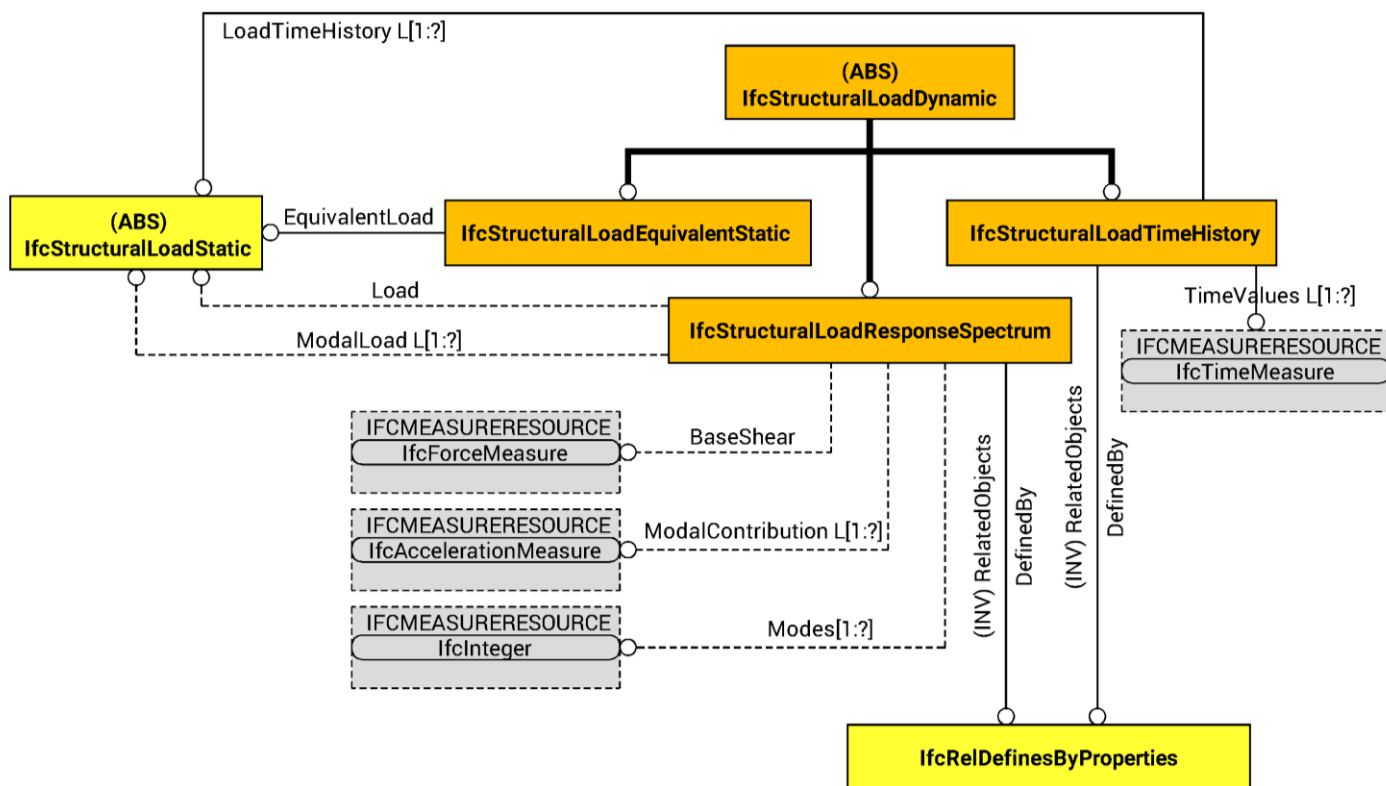 LoadTimeHistory L[1:?]
(ABS)
IfcStructuralLoadDynamic
(ABS)
IfcStructuralLoadStatic
EquivalentLoad
IfcStructuralLoadEquivalentStatic
IfcStructuralLoadTimeHistory
Load
ModalLoad L[1:?]
IfcStructuralLoadResponseSpectrum
TimeValues L[1:?]
IFCMEASURERESOURCE
IfcTimeMeasure
IFCMEASURERESOURCE
IfcForceMeasure
BaseShear
IFCMEASURERESOURCE
IfcAccelerationMeasure
ModalContribution L[1:?]
IFCMEASURERESOURCE
IfcInteger
Modes[1:?]
(INV) RelatedObjects
DefinedBy
(INV) RelatedObjects
DefinedBy
IfcRelDefinesByProperties